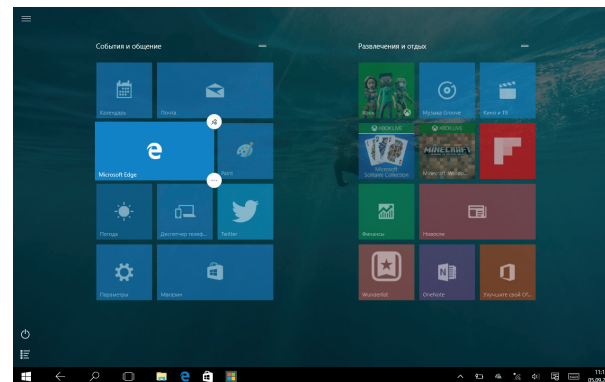 События и общение
Развлечения и отдых
Календарь
Почта
Музыка Groove
Кино и ТВ
XBOX LIVE
XBOX LIVE
MINECRAFT
Microsoft Edge
Paint
Microsoft
Solitaire Collection
Minecraft: Windo...
Погода
Диспетчер телеф...
Twitter
Финансы
Новости
Параметры
Магазин
Wunderlist
OneNote
Улучшите свой Of...